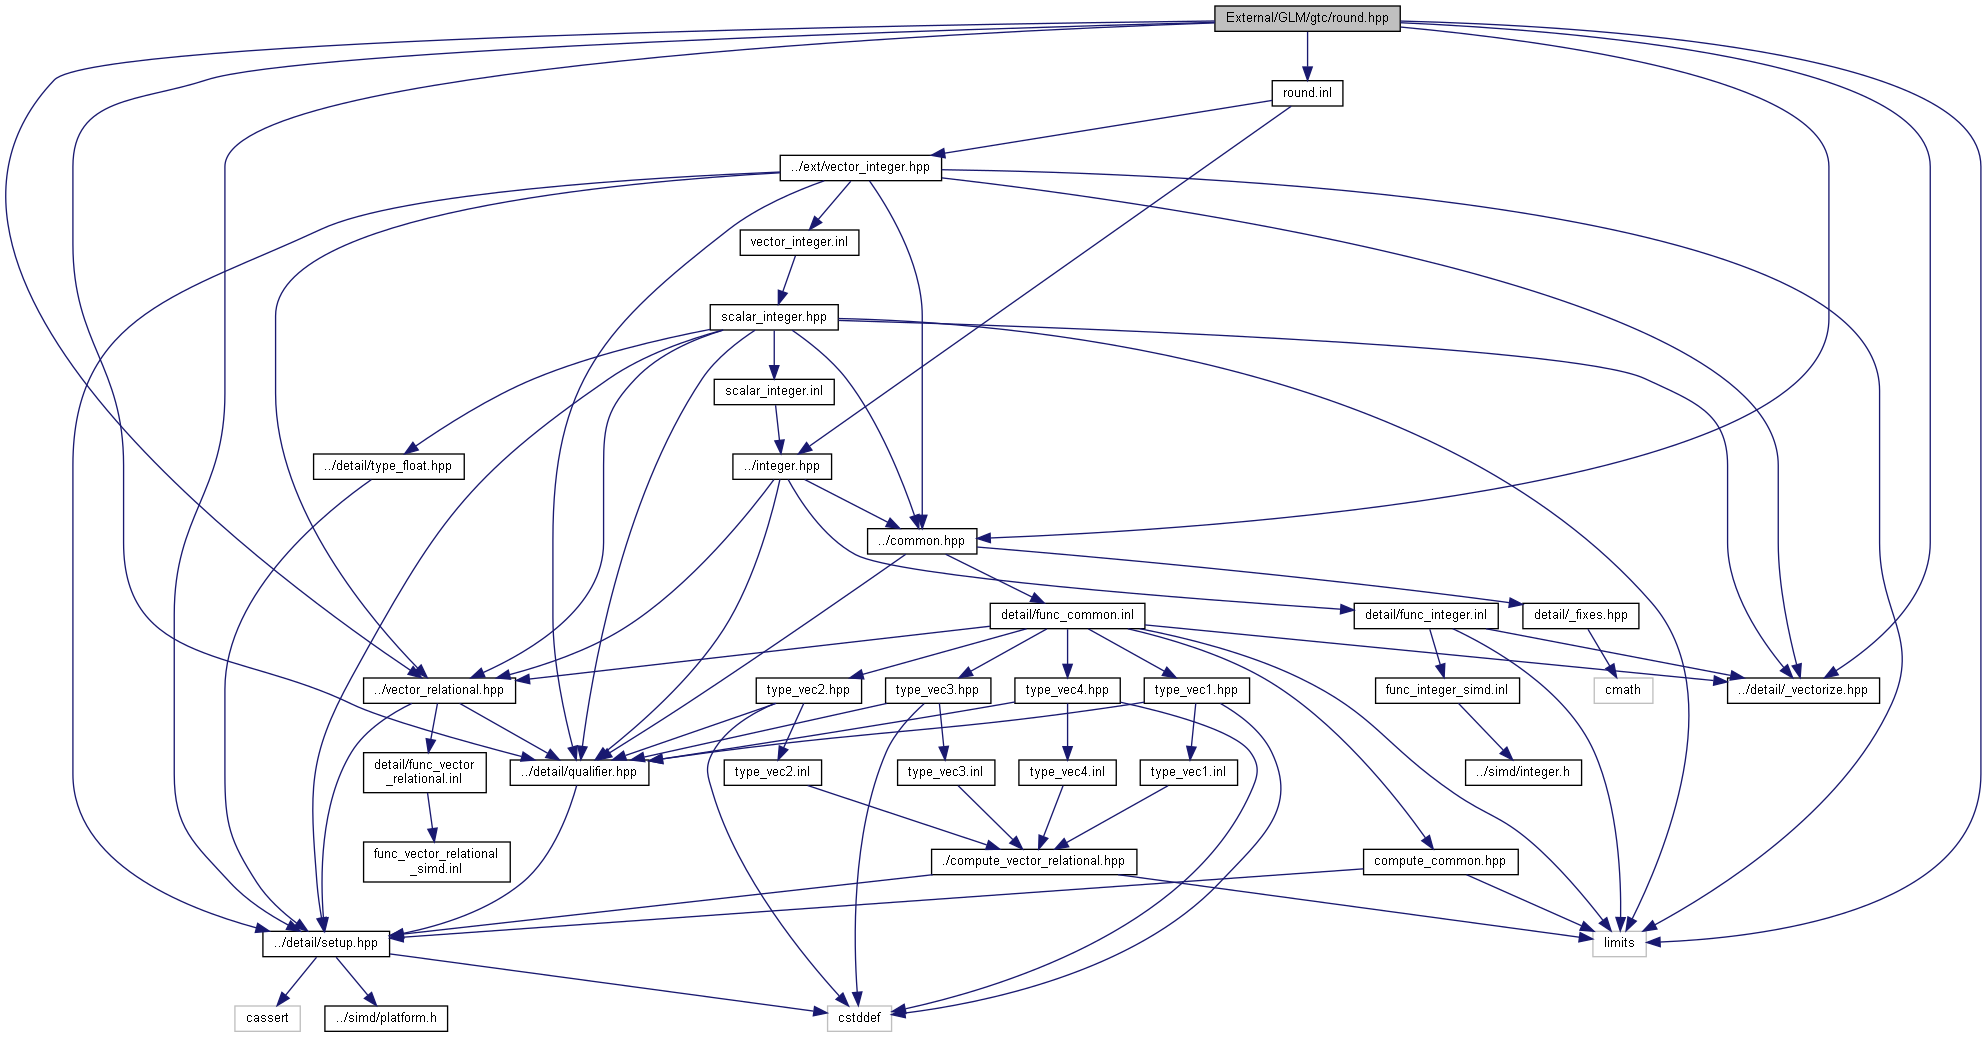 External/GLM/gtc/round.hpp
round.inl
../ext/vector_integer.hpp
vector_integer.inl
scalar_integer.hpp
scalar_integer.inl
../detail/type_float.hpp
../integer.hpp
../common.hpp
detail/func_common.inl
detail/func_integer.inl
detail/_fixes.hpp
../vector_relational.hpp
type_vec2.hpp
type_vec3.hpp
type_vec4.hpp
type_vec1.hpp
func_integer_simd.inl
cmath
../detail/_vectorize.hpp
detail/func_vector
_relational.inl
../detail/qualifier.hpp
type_vec2.inl
type_vec3.inl
type_vec4.inl
type_vec1.inl
../simd/integer.h
func_vector_relational
_simd.inl
./compute_vector_relational.hpp
compute_common.hpp
../detail/setup.hpp
limits
cassert
../simd/platform.h
cstddef